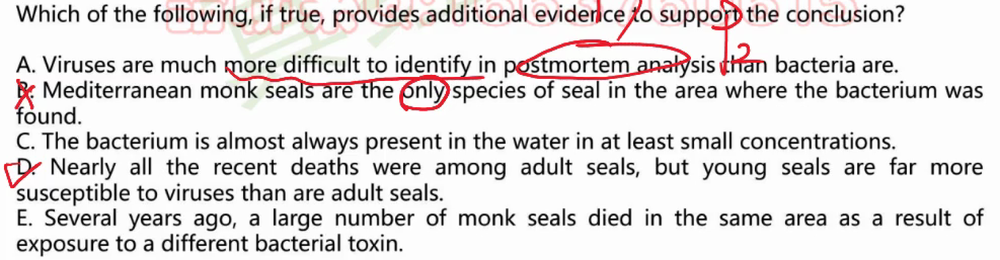 Which of the following, if true, provides additional evidence to support the conclusion?
A. Viruses are much more difficult to identify in postmortem analysis than bacteria are.
B. Mediterranean monk seals are the only species of seal in the area where the bacterium was
found.
C. The bacterium is almost always present in the water in at least small concentrations.
D. Nearly all the recent deaths were among adult seals, but young seals are far more
susceptible to viruses than are adult seals.
E. Several years ago, a large number of monk seals died in the same area as a result of
exposure to a different bacterial toxin.